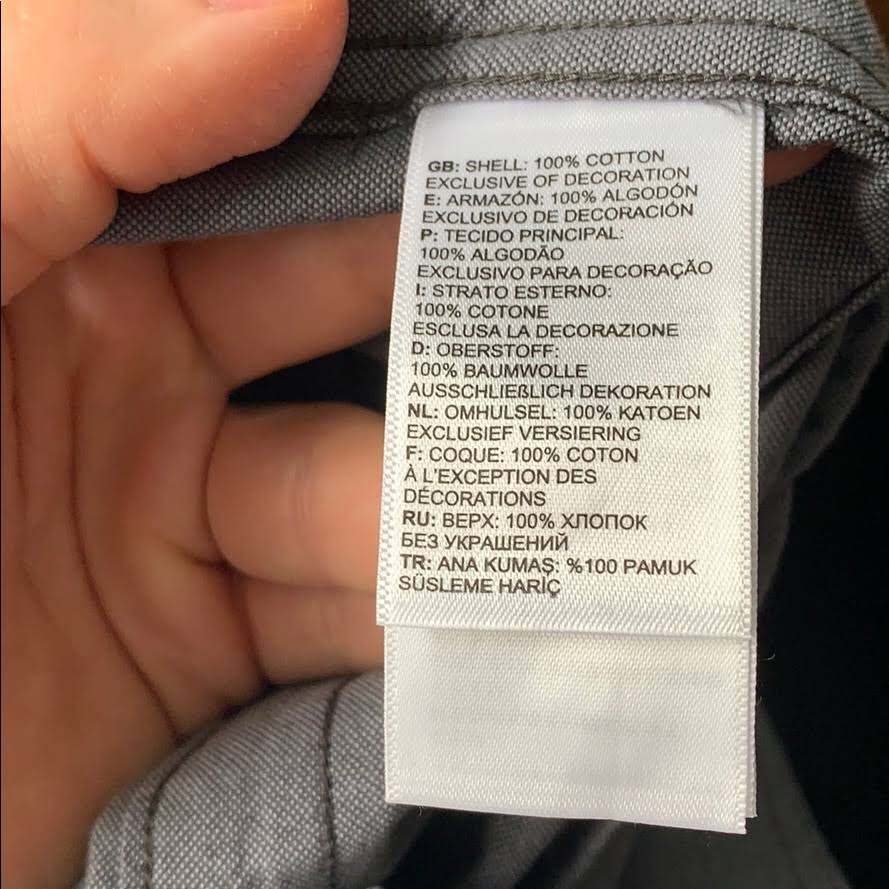 GB: SHELL: 100% COTTON
EXCLUSIVE OF DECORATION
E: ARMAZÓN: 100% ALGODÓN
EXCLUSIVO DE DECORACIÓN
P: TECIDO PRINCIPAL:
100% ALGODÃO
EXCLUSIVO PARA DECORAÇÃO
I: STRATO ESTERNO:
100% COTONE
ESCLUSA LA DECORAZIONE
D: OBERSTOFF:
100% BAUMWOLLE
AUSSCHLIEßLICH DEKORATION
NL: OMHULSEL: 100% KATOEN
EXCLUSIEF VERSIERING
F: COQUE: 100% COTON
À L'EXCEPTION DES
DÉCORATIONS
RU: ВЕРХ: 100% ХЛОПОК
БЕЗ УКРАШЕНИЙ
TR: ANA KUMAŞ: %100 PAMUK
SÜSLEME HARİÇ